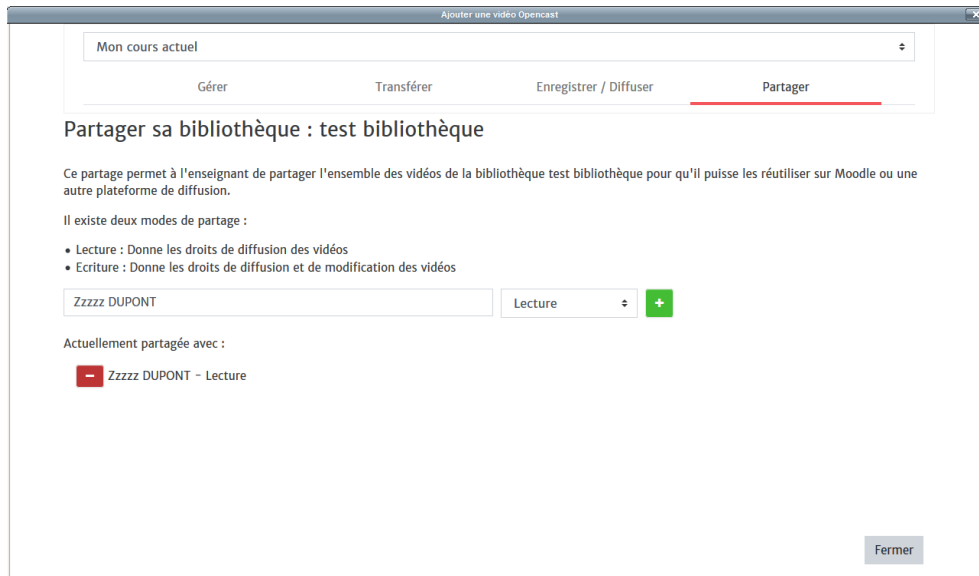 Ajouter une vidéo Opencast
Mon cours actuel
Gérer Transférer Enregistrer / Diffuser Partager
Partager sa bibliothèque : test bibliothèque
Ce partage permet à l'enseignant de partager l'ensemble des vidéos de la bibliothèque test bibliothèque pour qu'il puisse les réutiliser sur Moodle ou une
autre plateforme de diffusion.
Il existe deux modes de partage :
• Lecture : Donne les droits de diffusion des vidéos
• Ecriture : Donne les droits de diffusion et de modification des vidéos
Zzzzz DUPONT Lecture +
Actuellement partagée avec :
− Zzzzz DUPONT - Lecture
Fermer